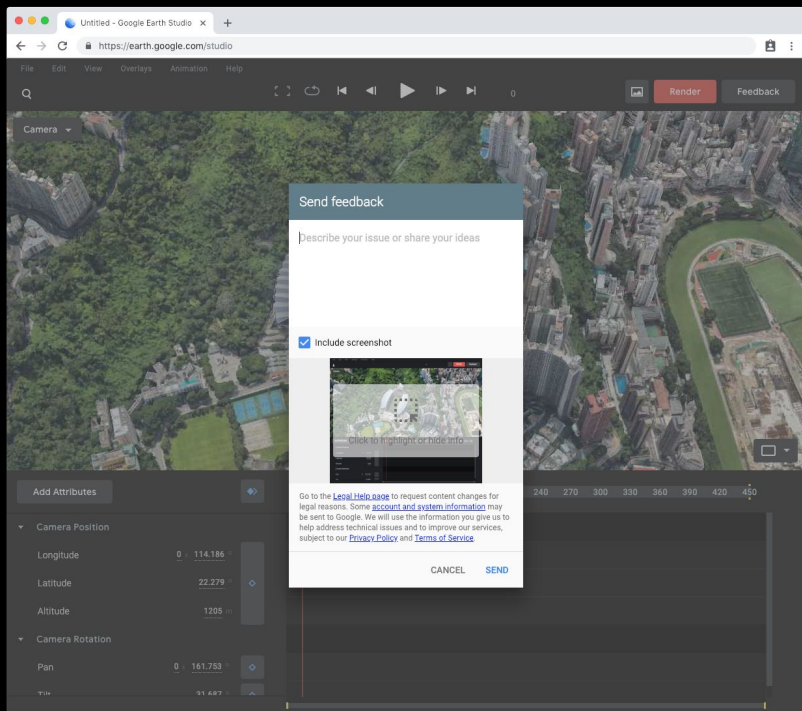 Untitled - Google Earth Studio
https://earth.google.com/studio
File Edit View Overlays Animation Help
0 Render Feedback
Camera
Send feedback
Describe your issue or share your ideas
Include screenshot
Click to highlight or hide info
Go to the Legal Help page to request content changes for
legal reasons. Some account and system information may
be sent to Google. We will use the information you give us to
help address technical issues and to improve our services,
subject to our Privacy Policy and Terms of Service.
CANCEL SEND
Add Attributes
240 270 300 330 360 390 420 450
Camera Position
Longitude 0 x 114.186 °
Latitude 22.279 °
Altitude 1205 m
Camera Rotation
Pan 0 x 161.753 °
Tilt 31.687 °